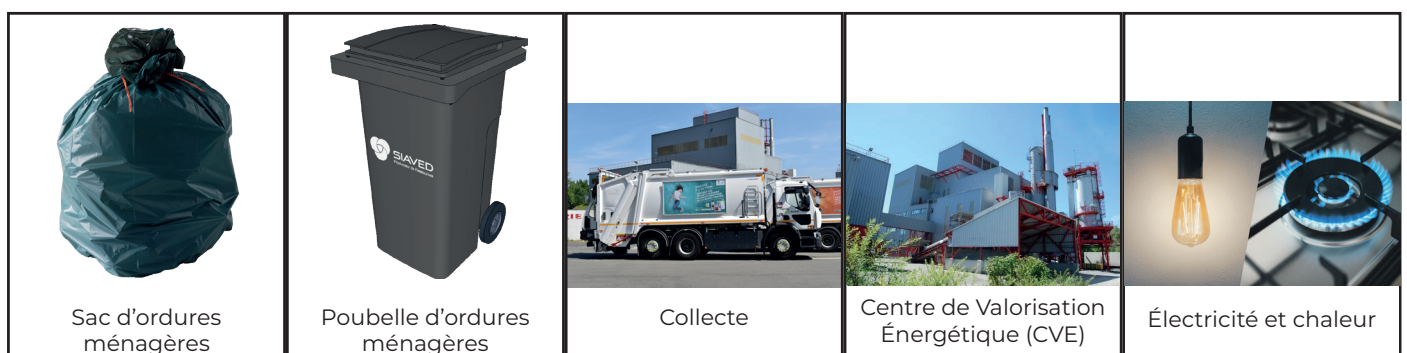 SIAVED
Sac d'ordures
ménagères
Poubelle d'ordures
ménagères
Collecte
Centre de Valorisation
Énergétique (CVE)
Électricité et chaleur